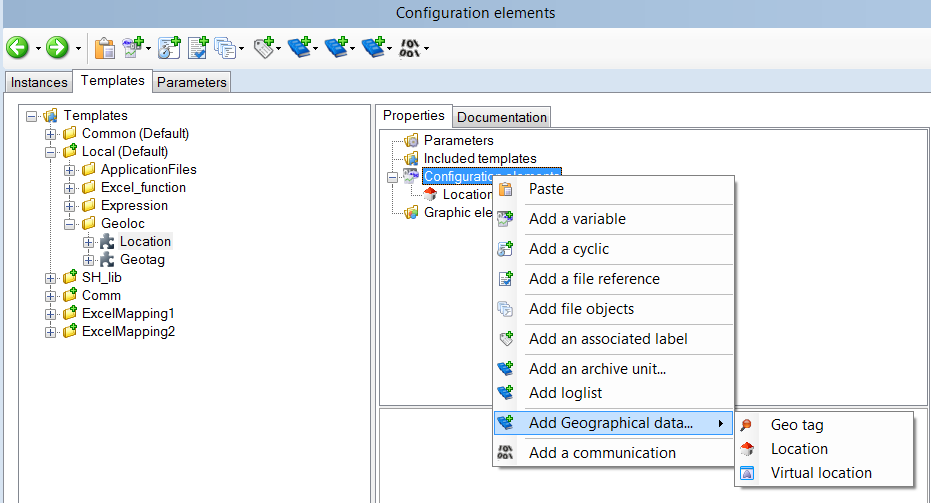 Configuration elements
Instances
Templates
Parameters
Templates
Common (Default)
Local (Default)
ApplicationFiles
Excel_function
Expression
Geoloc
Location
Geotag
SH_lib
Comm
ExcelMapping1
ExcelMapping2
Properties
Documentation
Parameters
Included templates
Configuration elements
Location
Graphic ele
Paste
Add a variable
Add a cyclic
Add a file reference
Add file objects
Add an associated label
Add an archive unit...
Add loglist
Add Geographical data...
Add a communication
Geo tag
Location
Virtual location